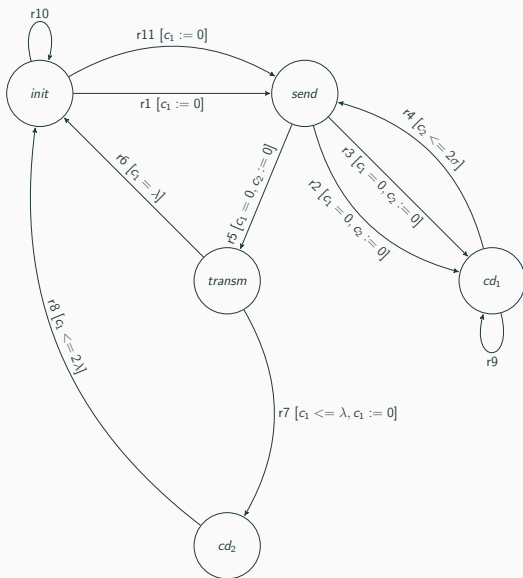 r10
r11 [c₁ := 0]
init
send
r1 [c₁ := 0]
r4 [c₂ <= 2σ]
r3 [c₁ = 0, c₂ := 0]
r2 [c₁ = 0, c₂ := 0]
r6 [c₁ = λ]
r5 [c₁ = 0, c₂ := 0]
transm
cd₁
r9
r8 [c₁ <= 2λ]
r7 [c₁ <= λ, c₁ := 0]
cd₂